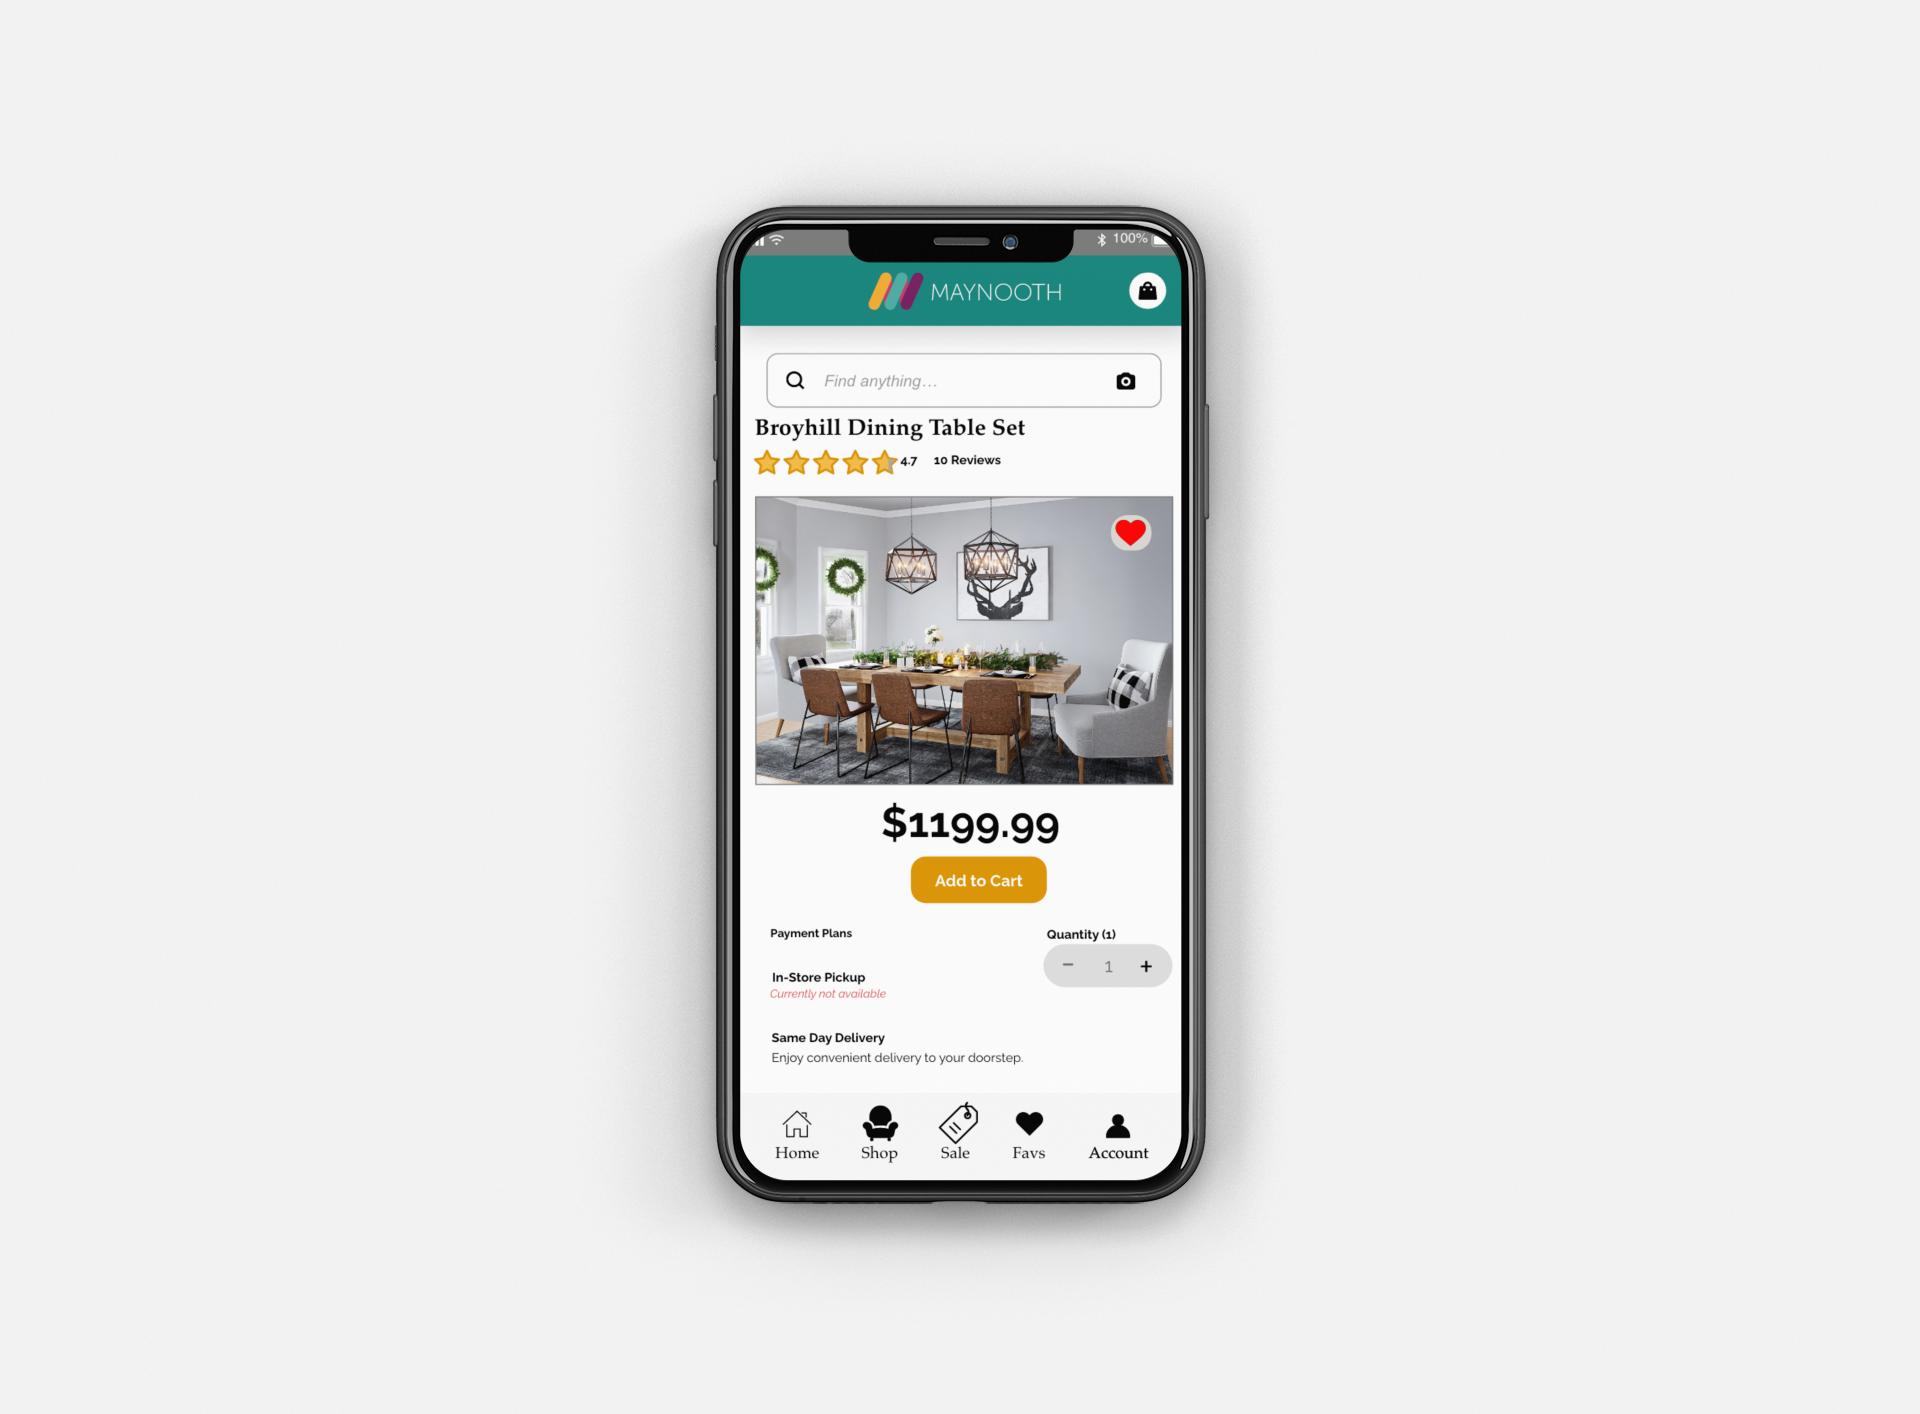 100%
MAYNOOTH
Find anything...
Broyhill Dining Table Set
4.7 10 Reviews
$1199.99
Add to Cart
Payment Plans
Quantity (1)
− 1 +
In-Store Pickup
Currently not available
Same Day Delivery
Enjoy convenient delivery to your doorstep.
Home Shop Sale Favs Account